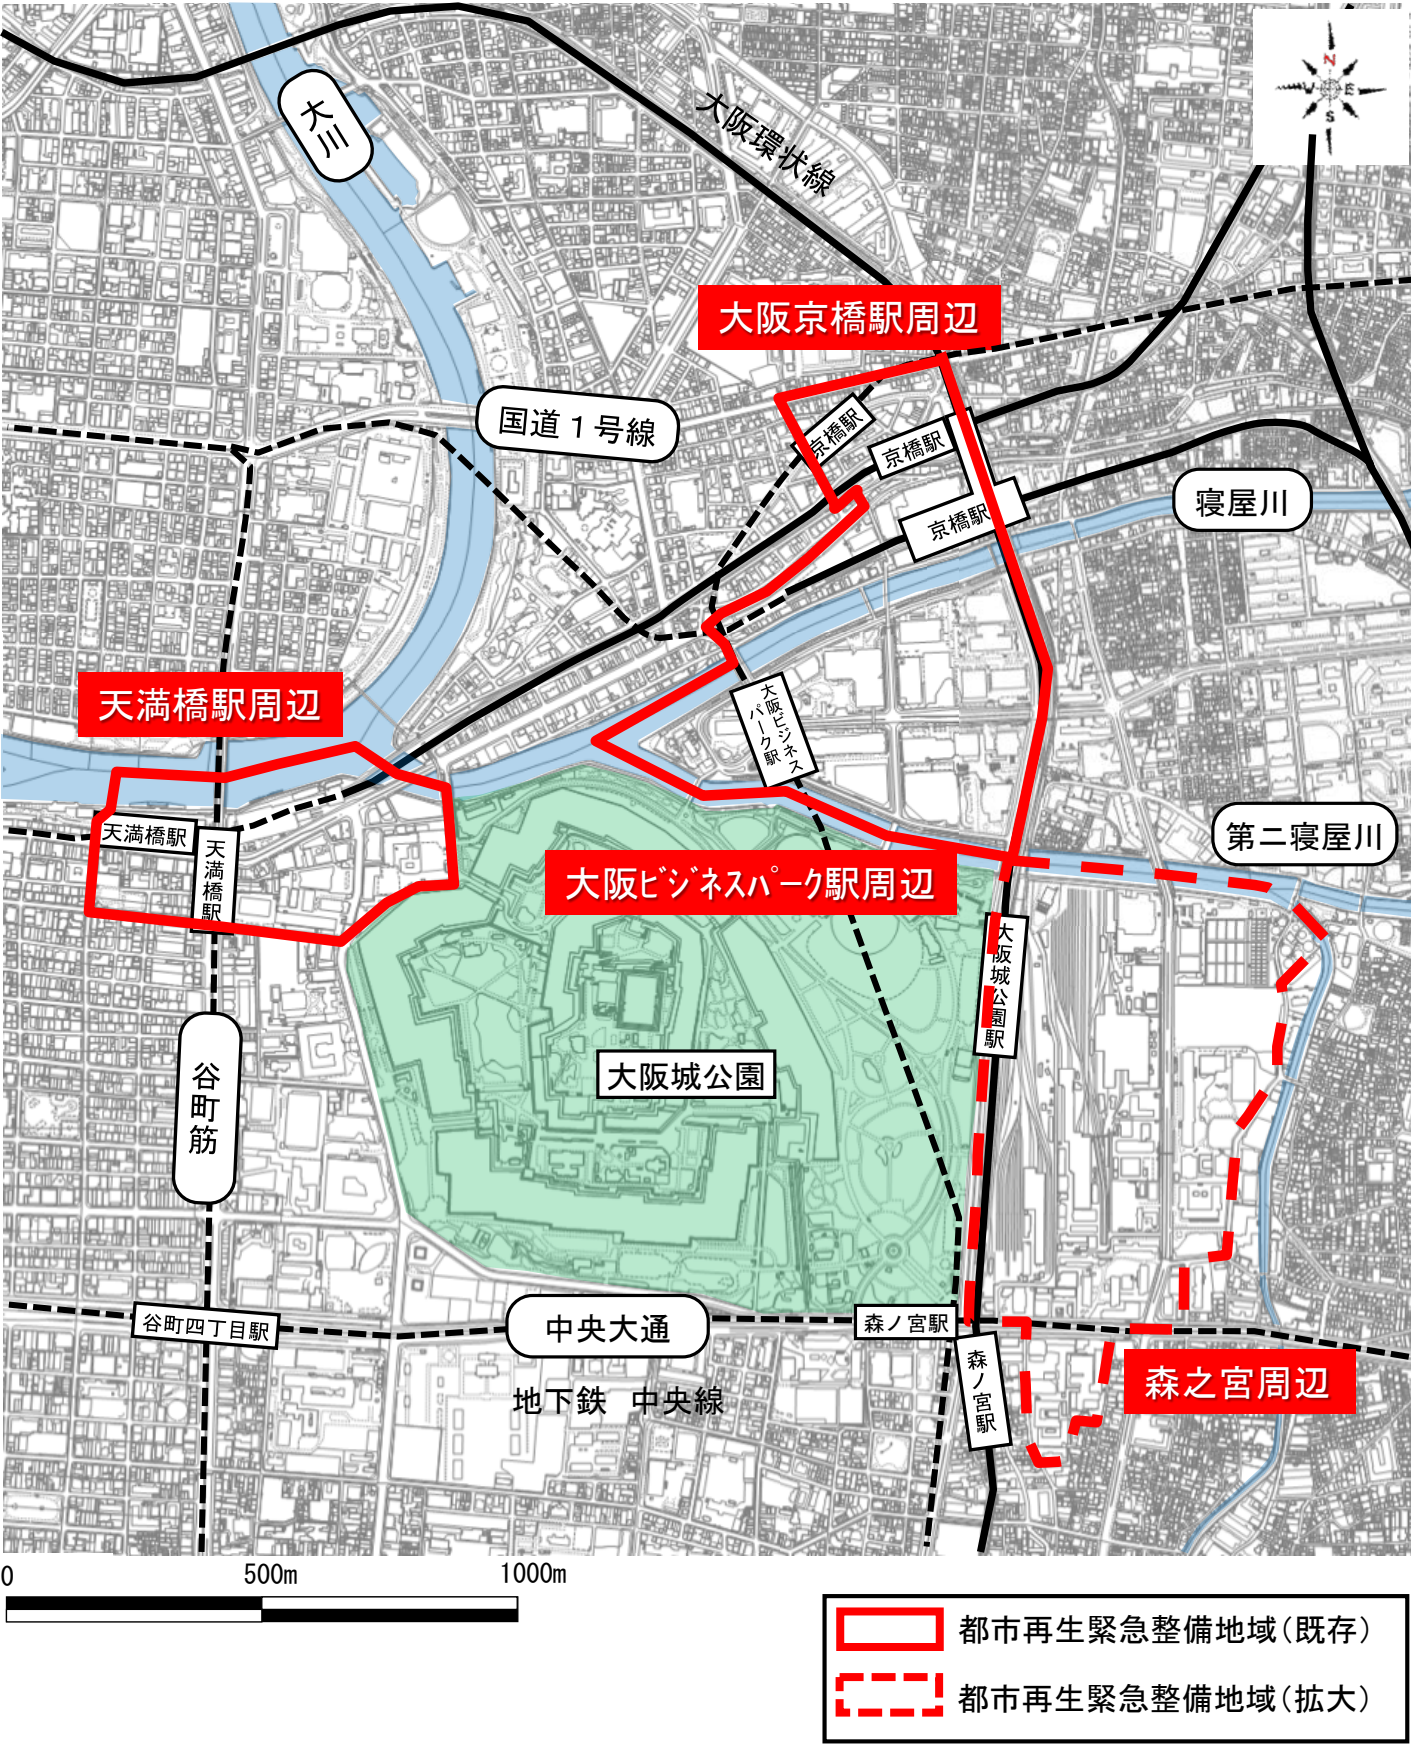 N
E
S
大川
大阪環状線
大阪京橋駅周辺
国道１号線
京橋駅
京橋駅
京橋駅
寝屋川
天満橋駅周辺
大阪ビジネス
パーク駅
天満橋駅
天満橋駅
第二寝屋川
大阪ﾋﾞｼﾞﾈｽﾊﾟｰｸ駅周辺
大阪城公園駅
大阪城公園
谷町筋
谷町四丁目駅
中央大通
森ノ宮駅
森ノ宮駅
森之宮周辺
地下鉄　中央線
0 500m 1000m
都市再生緊急整備地域（既存）
都市再生緊急整備地域（拡大）